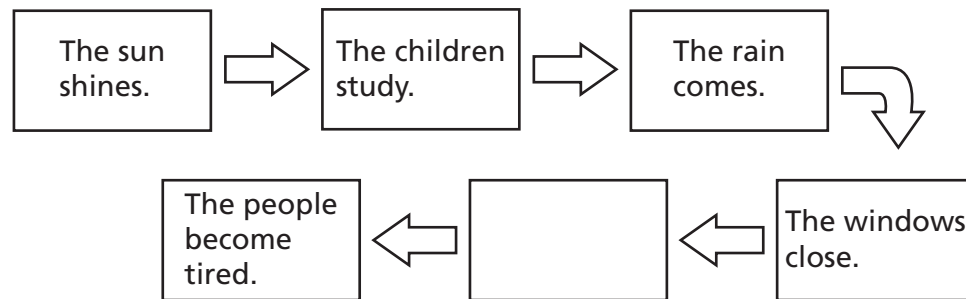 The sun
shines.
The children
study.
The rain
comes.
The windows
close.
The people
become
tired.